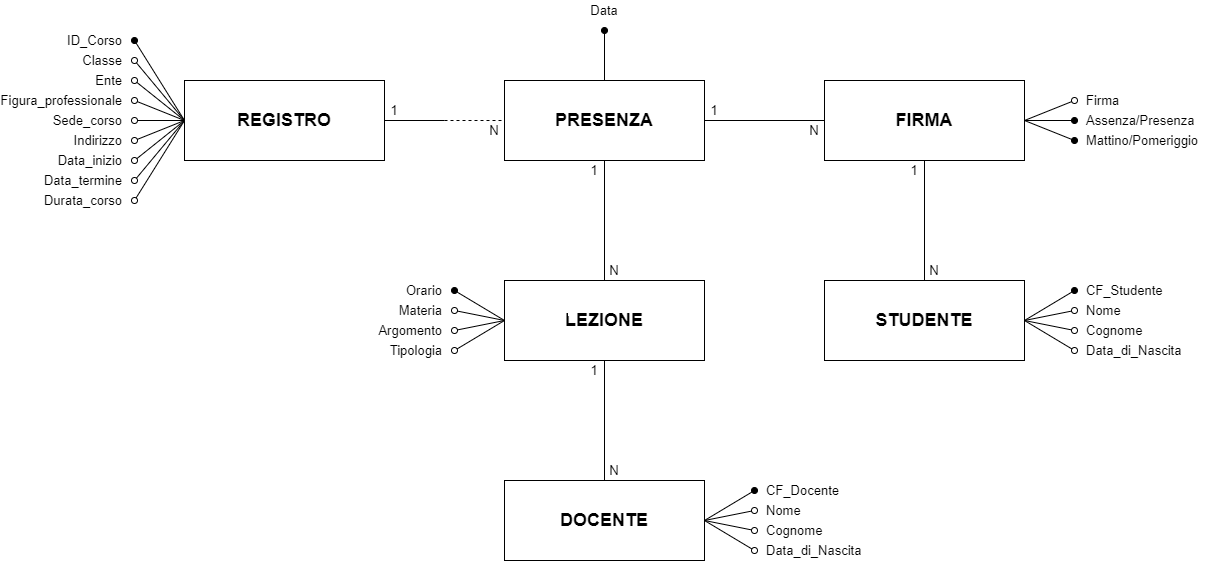 Data
ID_Corso
Classe
Ente
Figura_professionale
Sede_corso
Indirizzo
Data_inizio
Data_termine
Durata_corso
REGISTRO
1
N
PRESENZA
1
N
FIRMA
Firma
Assenza/Presenza
Mattino/Pomeriggio
1
N
1
N
Orario
Materia
Argomento
Tipologia
LEZIONE
STUDENTE
CF_Studente
Nome
Cognome
Data_di_Nascita
1
N
DOCENTE
CF_Docente
Nome
Cognome
Data_di_Nascita